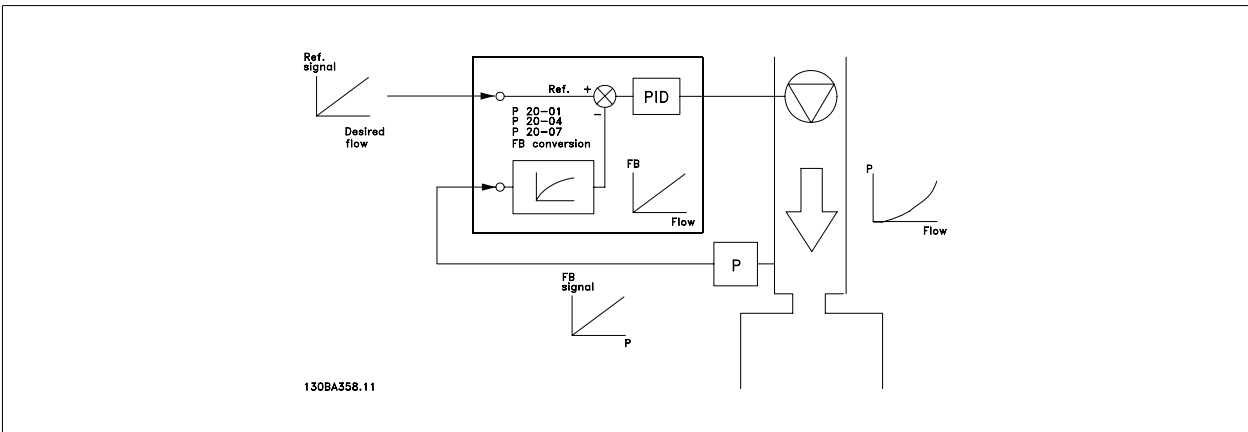 Ref.
signal
Desired
flow
Ref. +
−
P 20-01
P 20-04
P 20-07
FB conversion
PID
FB
Flow
P
Flow
P
FB
signal
P
130BA358.11